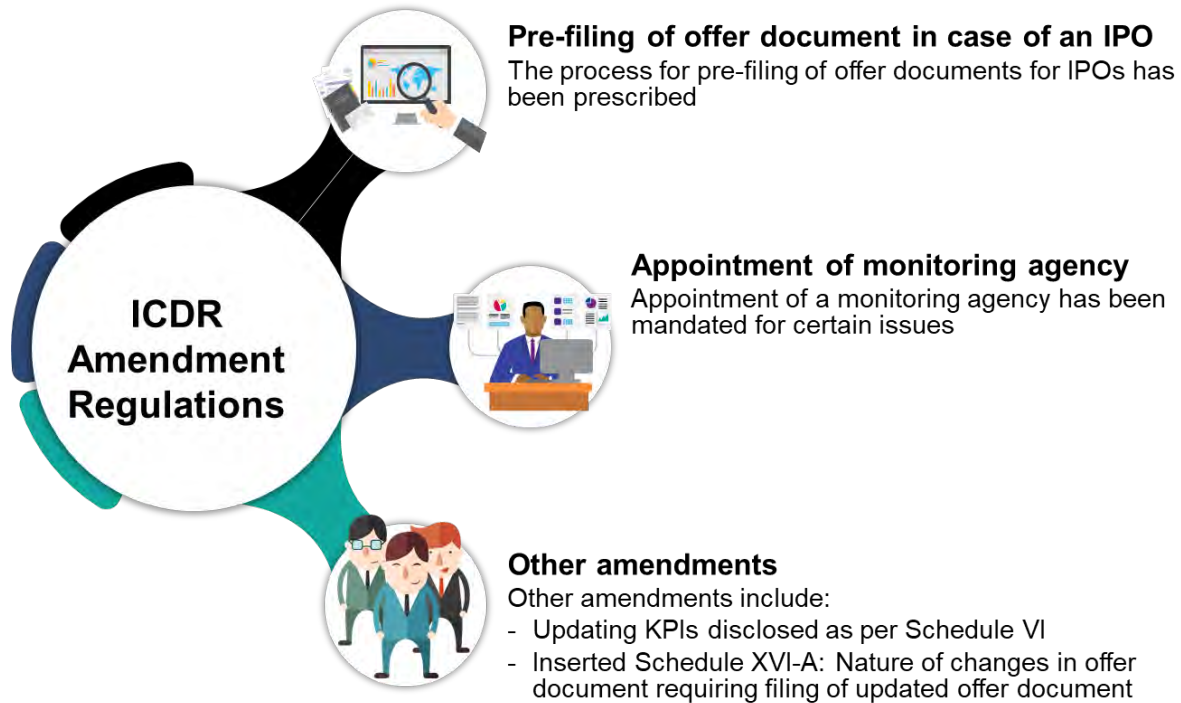 Pre-filing of offer document in case of an IPO
The process for pre-filing of offer documents for IPOs has
been prescribed
ICDR
Amendment
Regulations
Appointment of monitoring agency
Appointment of a monitoring agency has been
mandated for certain issues
Other amendments
Other amendments include:
- Updating KPIs disclosed as per Schedule VI
- Inserted Schedule XVI-A: Nature of changes in offer
document requiring filing of updated offer document